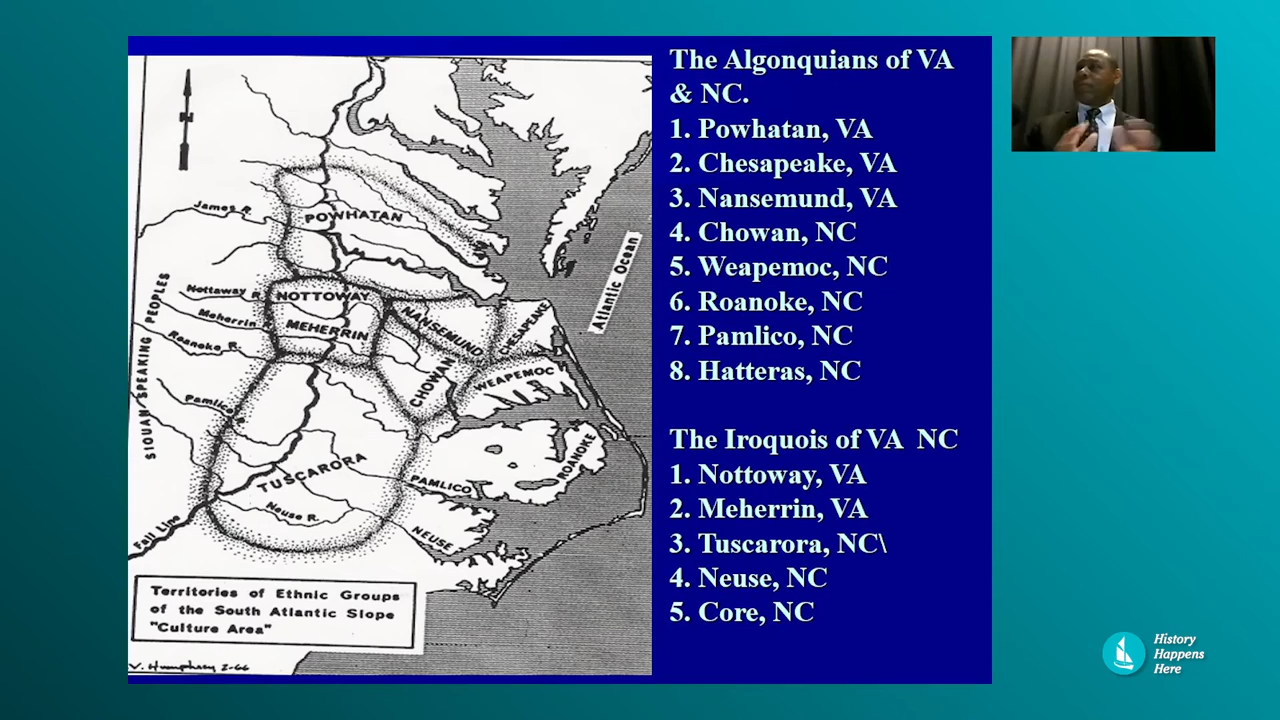 The Algonquians of VA
& NC.
1. Powhatan, VA
2. Chesapeake, VA
3. Nansemund, VA
4. Chowan, NC
5. Weapemoc, NC
6. Roanoke, NC
7. Pamlico, NC
8. Hatteras, NC
The Iroquois of VA NC
1. Nottoway, VA
2. Meherrin, VA
3. Tuscarora, NC\
4. Neuse, NC
5. Core, NC
N
James R.
POWHATAN
Atlantic Ocean
SIOUAN SPEAKING PEOPLES
Nottaway R.
NOTTOWAY
Meherrin
MEHERRIN
NANSEMUND
CHESAPEAKE
Roanoke R.
CHOWAN
WEAPEMOC
Pamlico R.
ROANOKE
TUSCARORA
PAMLICO
Neuse R.
NEUSE
Fall Line
Territories of Ethnic Groups
of the South Atlantic Slope
"Culture Area"
V. Humphrey 2-66
History
Happens
Here